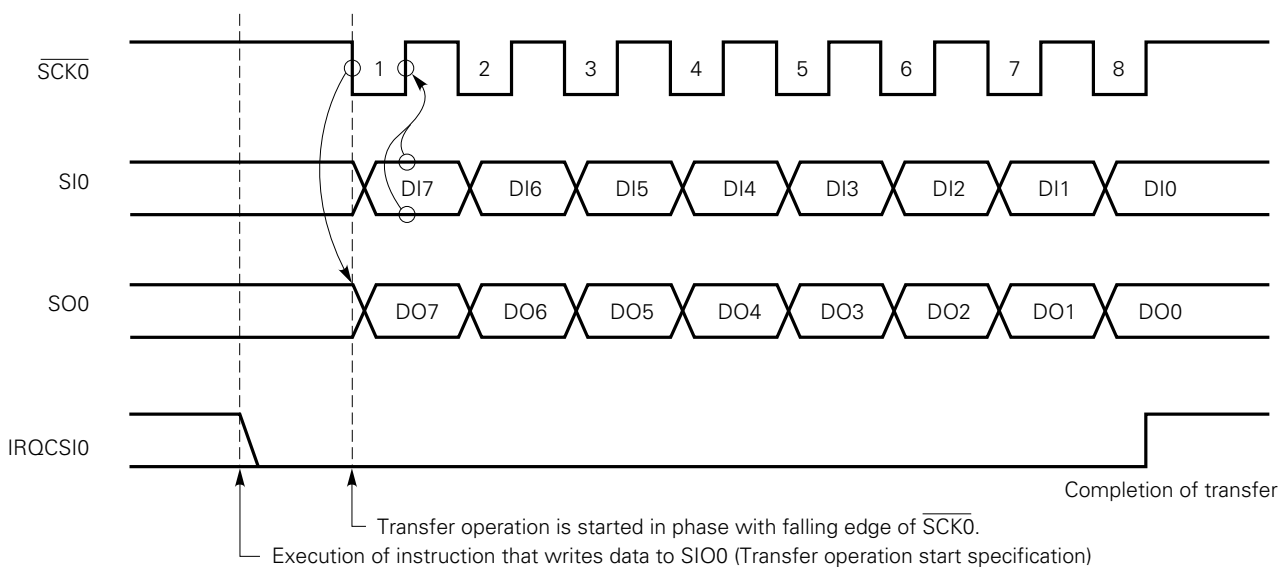 SCK0 1 2 3 4 5 6 7 8
SI0 DI7 DI6 DI5 DI4 DI3 DI2 DI1 DI0
SO0 DO7 DO6 DO5 DO4 DO3 DO2 DO1 DO0
IRQCSI0
Completion of transfer
Transfer operation is started in phase with falling edge of SCK0.
Execution of instruction that writes data to SIO0 (Transfer operation start specification)